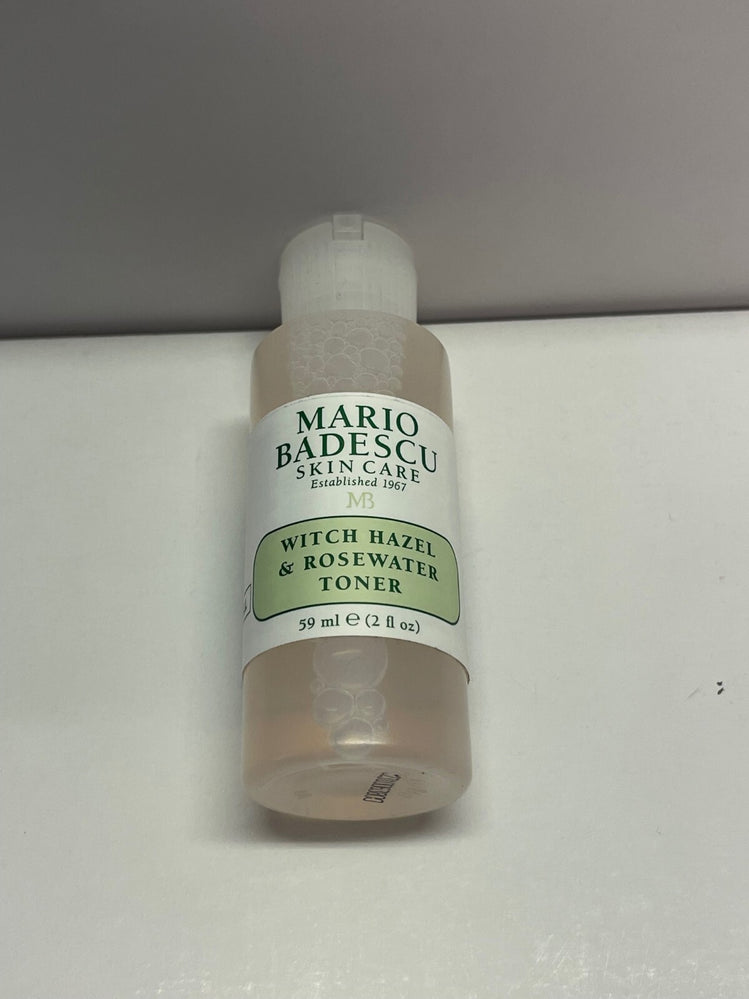 MARIO
BADESCU
SKIN CARE
Established 1967
MB
WITCH HAZEL
& ROSEWATER
TONER
59 ml ℮ (2 fl oz)